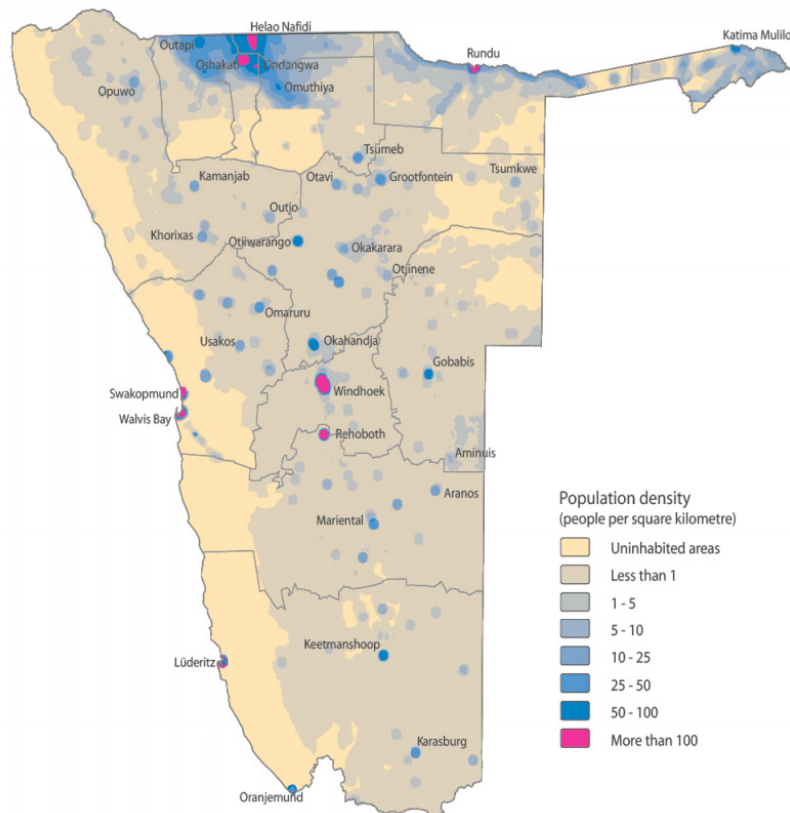 Helao Nafidi
Katima Mulilo
Outapi
Rundu
Oshakati
Ondangwa
Opuwo
Omuthiya
Tsumeb
Kamanjab
Otavi
Grootfontein
Tsumkwe
Outjo
Khorixas
Otjiwarango
Okakarara
Otjinene
Omaruru
Usakos
Okahandja
Gobabis
Swakopmund
Windhoek
Walvis Bay
Rehoboth
Aminuis
Aranos
Mariental
Keetmanshoop
Lüderitz
Karasburg
Oranjemund
Population density
(people per square kilometre)
Uninhabited areas
Less than 1
1 - 5
5 - 10
10 - 25
25 - 50
50 - 100
More than 100